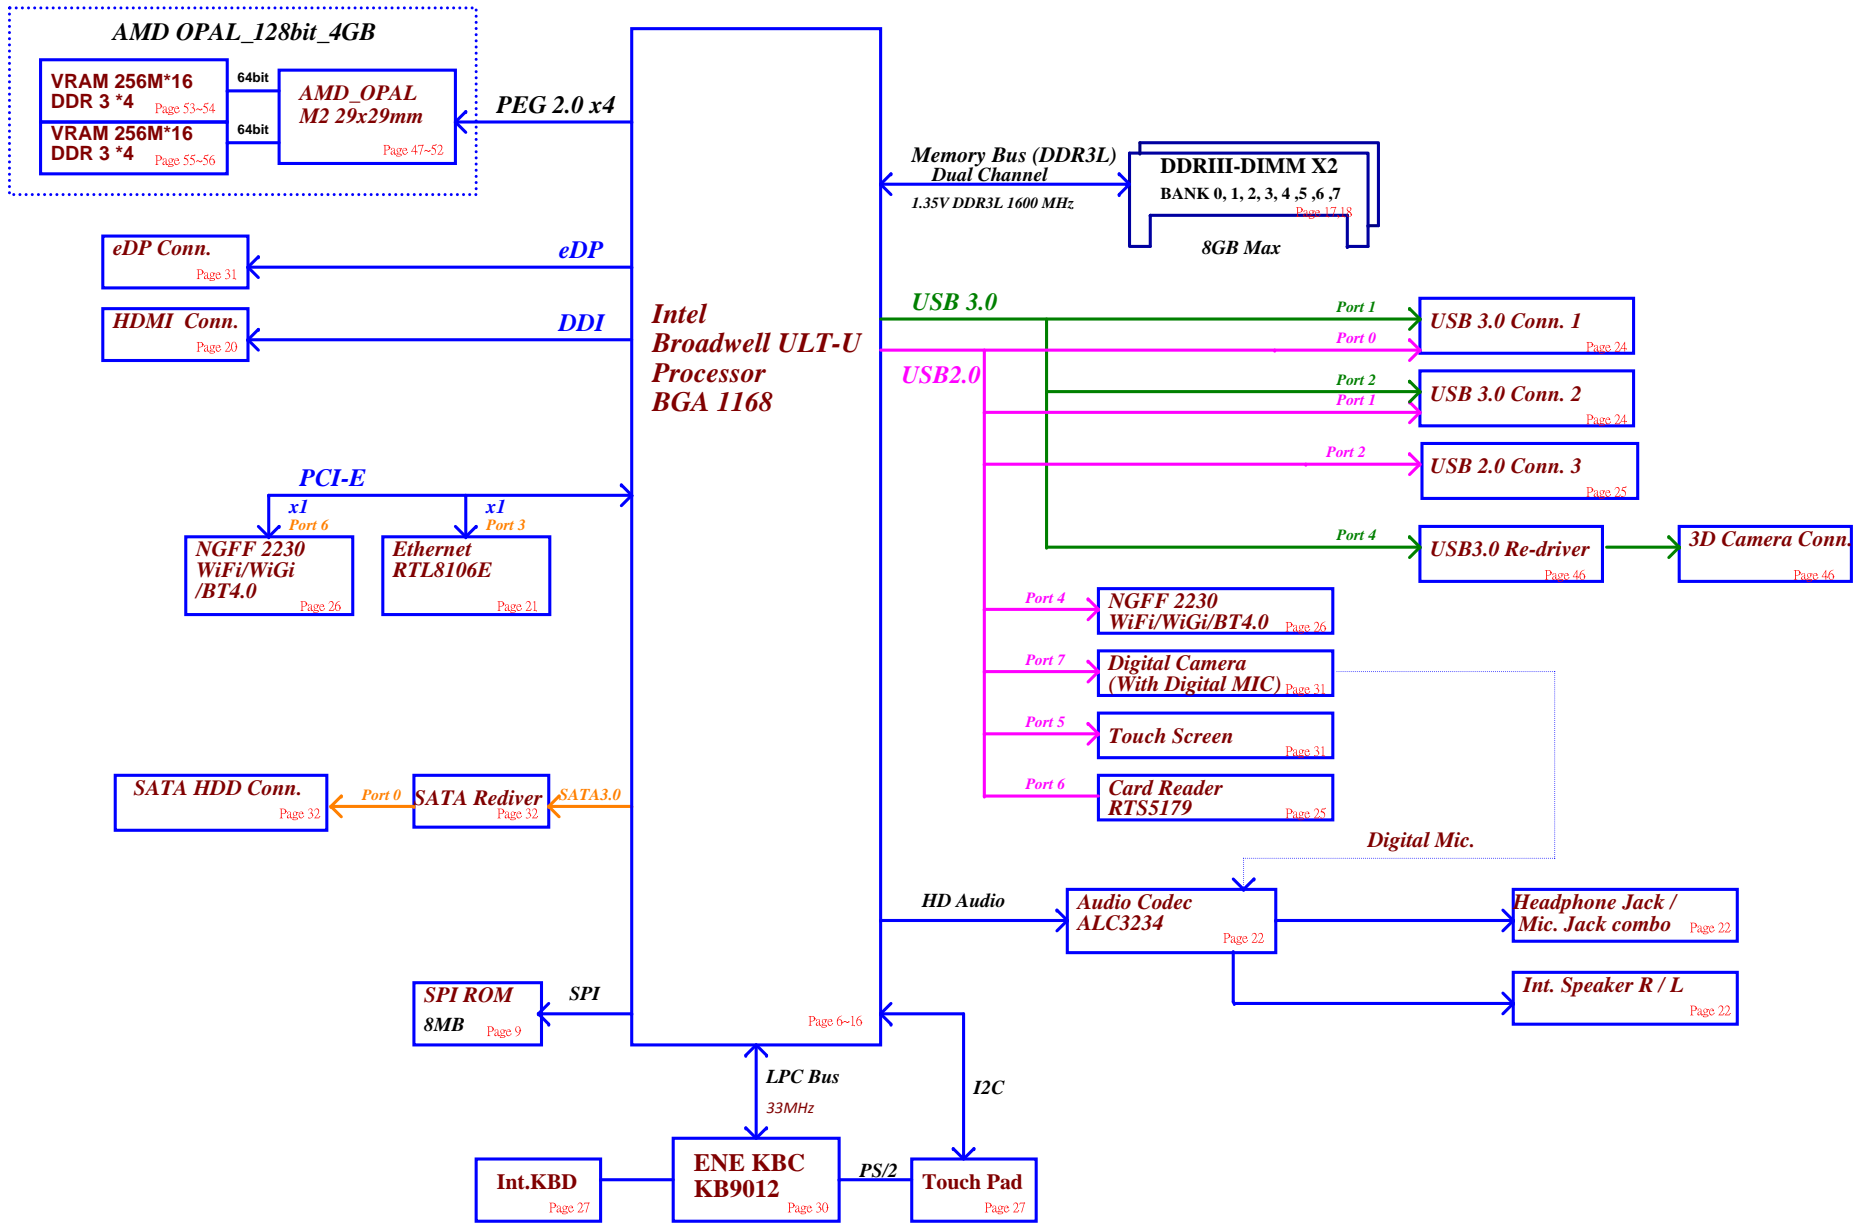 AMD OPAL_128bit_4GB
VRAM 256M*16
DDR 3 *4
Page 53~54
64bit
VRAM 256M*16
DDR 3 *4
Page 55~56
64bit
AMD_OPAL
M2 29x29mm
Page 47~52
PEG 2.0 x4
eDP Conn.
Page 31
eDP
HDMI Conn.
Page 20
DDI
Intel
Broadwell ULT-U
Processor
BGA 1168
Page 6~16
Memory Bus (DDR3L)
Dual Channel
1.35V DDR3L 1600 MHz
DDRIII-DIMM X2
BANK 0, 1, 2, 3, 4 ,5 ,6 ,7
Page 17,18
8GB Max
USB 3.0
USB2.0
Port 1
Port 0
USB 3.0 Conn. 1
Page 24
Port 2
Port 1
USB 3.0 Conn. 2
Page 24
Port 2
USB 2.0 Conn. 3
Page 25
Port 4
USB3.0 Re-driver
Page 46
3D Camera Conn.
Page 46
PCI-E
x1
Port 6
x1
Port 3
NGFF 2230
WiFi/WiGi
/BT4.0
Page 26
Ethernet
RTL8106E
Page 21
Port 4
NGFF 2230
WiFi/WiGi/BT4.0
Page 26
Port 7
Digital Camera
(With Digital MIC)
Page 31
Port 5
Touch Screen
Page 31
Port 6
Card Reader
RTS5179
Page 25
SATA HDD Conn.
Page 32
Port 0
SATA Rediver
Page 32
SATA3.0
Digital Mic.
HD Audio
Audio Codec
ALC3234
Page 22
Headphone Jack /
Mic. Jack combo
Page 22
Int. Speaker R / L
Page 22
SPI ROM
8MB
Page 9
SPI
LPC Bus
33MHz
I2C
Int.KBD
Page 27
ENE KBC
KB9012
Page 30
PS/2
Touch Pad
Page 27